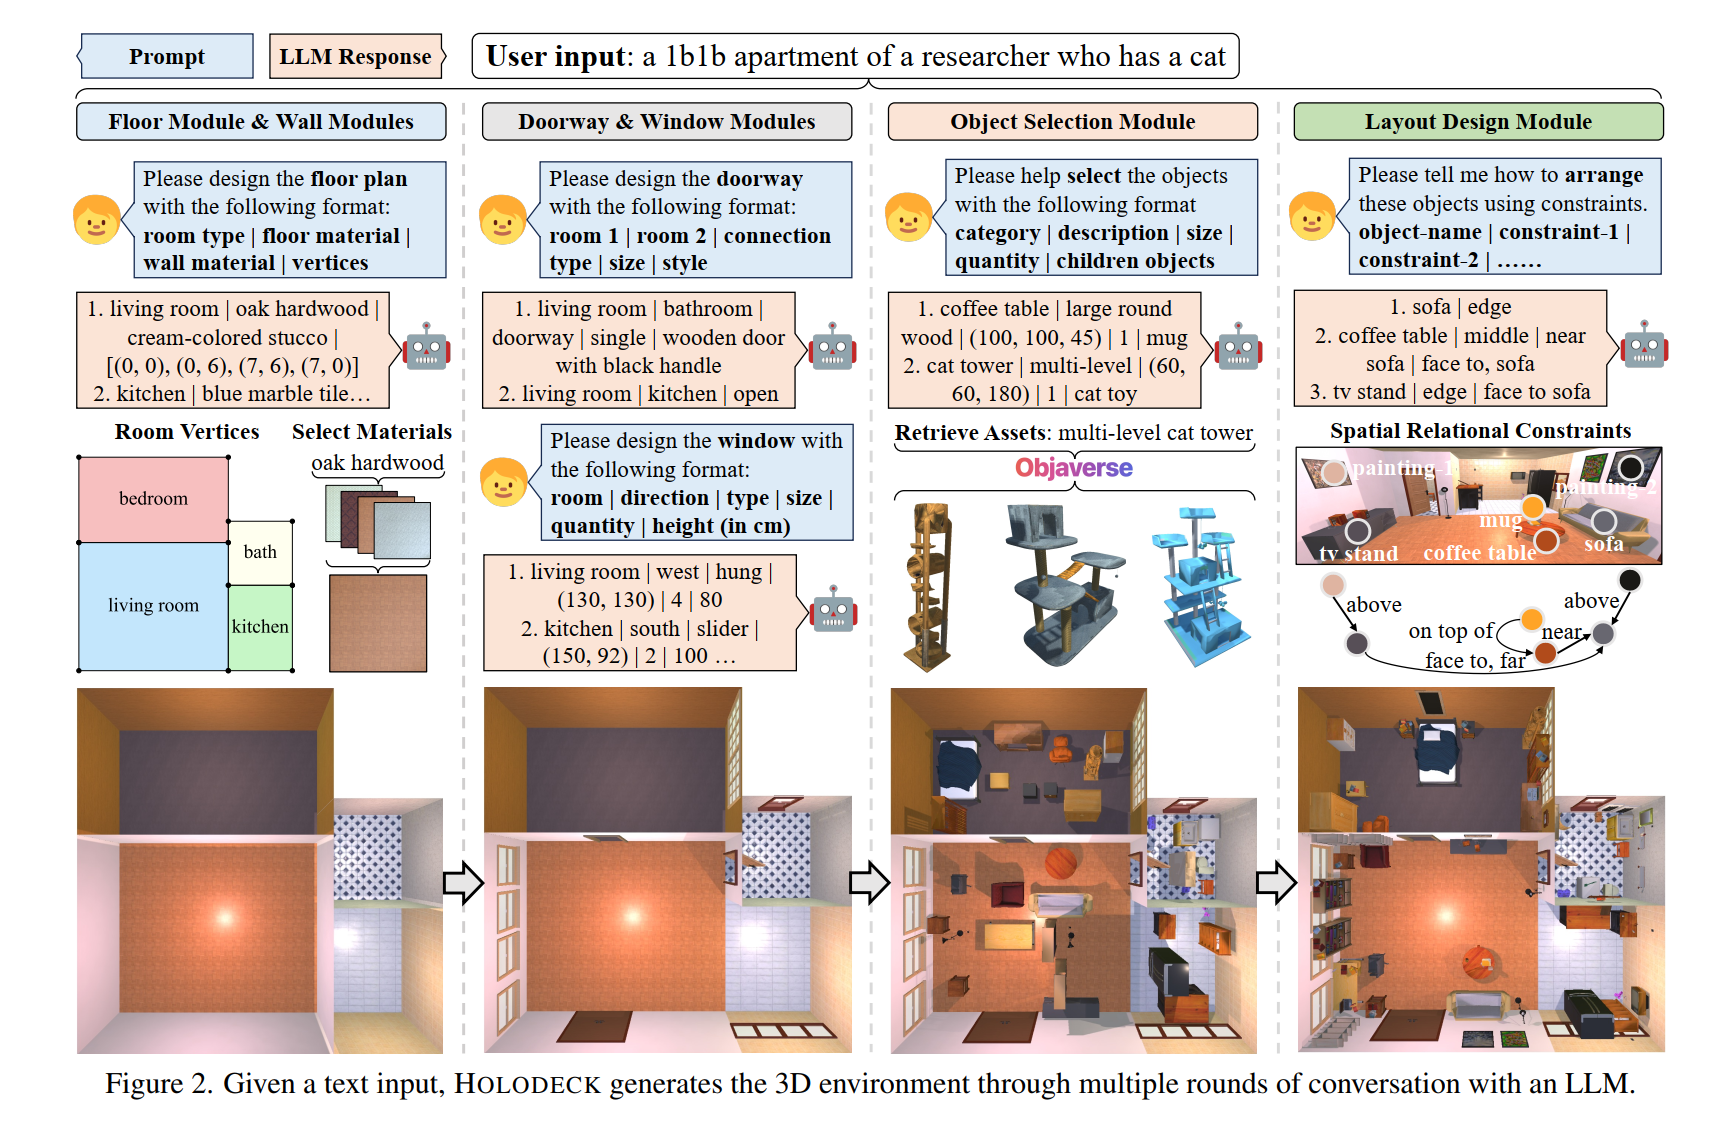 Prompt
LLM Response
User input: a 1b1b apartment of a researcher who has a cat
Floor Module & Wall Modules
Please design the floor plan
with the following format:
room type | floor material |
wall material | vertices
1. living room | oak hardwood |
cream-colored stucco |
[(0, 0), (0, 6), (7, 6), (7, 0)]
2. kitchen | blue marble tile…
Room Vertices
Select Materials
oak hardwood
bedroom
bath
living room
kitchen
Doorway & Window Modules
Please design the doorway
with the following format:
room 1 | room 2 | connection
type | size | style
1. living room | bathroom |
doorway | single | wooden door
with black handle
2. living room | kitchen | open
Please design the window with
the following format:
room | direction | type | size |
quantity | height (in cm)
1. living room | west | hung |
(130, 130) | 4 | 80
2. kitchen | south | slider |
(150, 92) | 2 | 100 …
Object Selection Module
Please help select the objects
with the following format
category | description | size |
quantity | children objects
1. coffee table | large round
wood | (100, 100, 45) | 1 | mug
2. cat tower | multi-level | (60,
60, 180) | 1 | cat toy
Retrieve Assets: multi-level cat tower
Objaverse
Layout Design Module
Please tell me how to arrange
these objects using constraints.
object-name | constraint-1 |
constraint-2 | ……
1. sofa | edge
2. coffee table | middle | near
sofa | face to, sofa
3. tv stand | edge | face to sofa
Spatial Relational Constraints
painting-1
painting-2
mug
sofa
tv stand
coffee table
above
above
on top of
near
face to, far
Figure 2. Given a text input, HOLODECK generates the 3D environment through multiple rounds of conversation with an LLM.